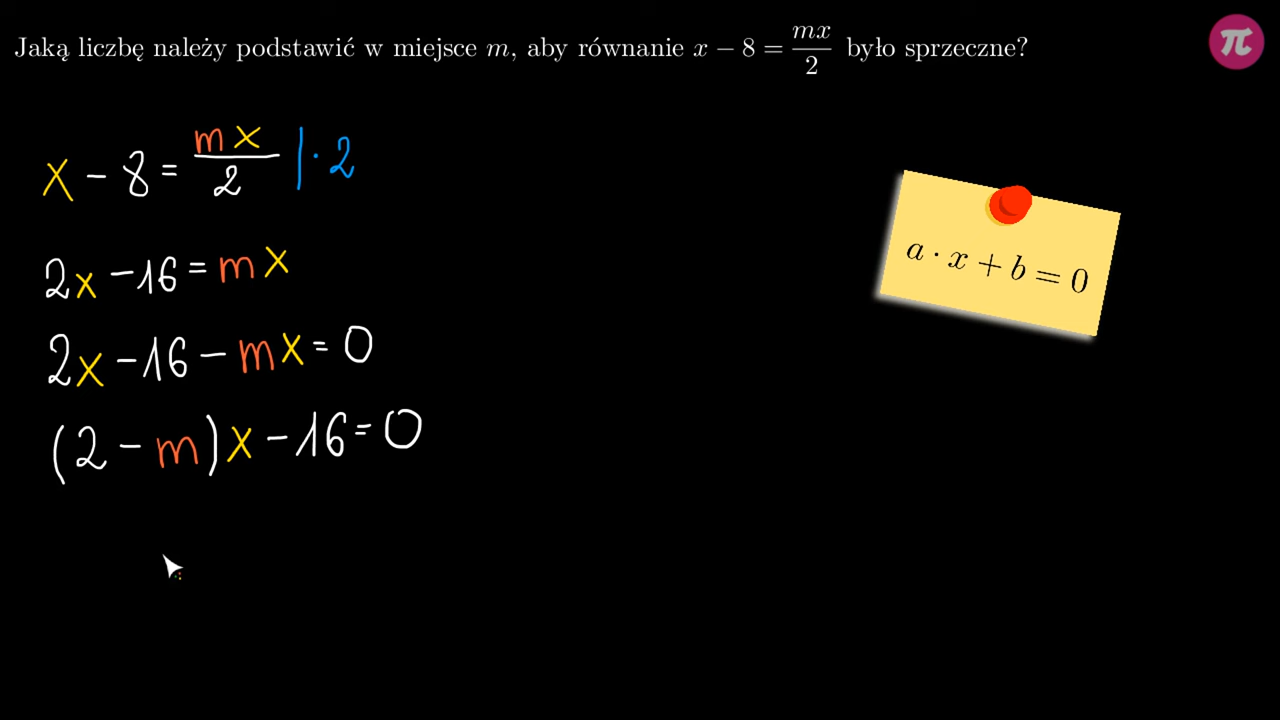 Jaką liczbę należy podstawić w miejsce m, aby równanie x − 8 = mx/2 było sprzeczne?
π
x − 8 = mx/2 | · 2
2x − 16 = mx
2x − 16 − mx = 0
(2 − m)x − 16 = 0
a · x + b = 0